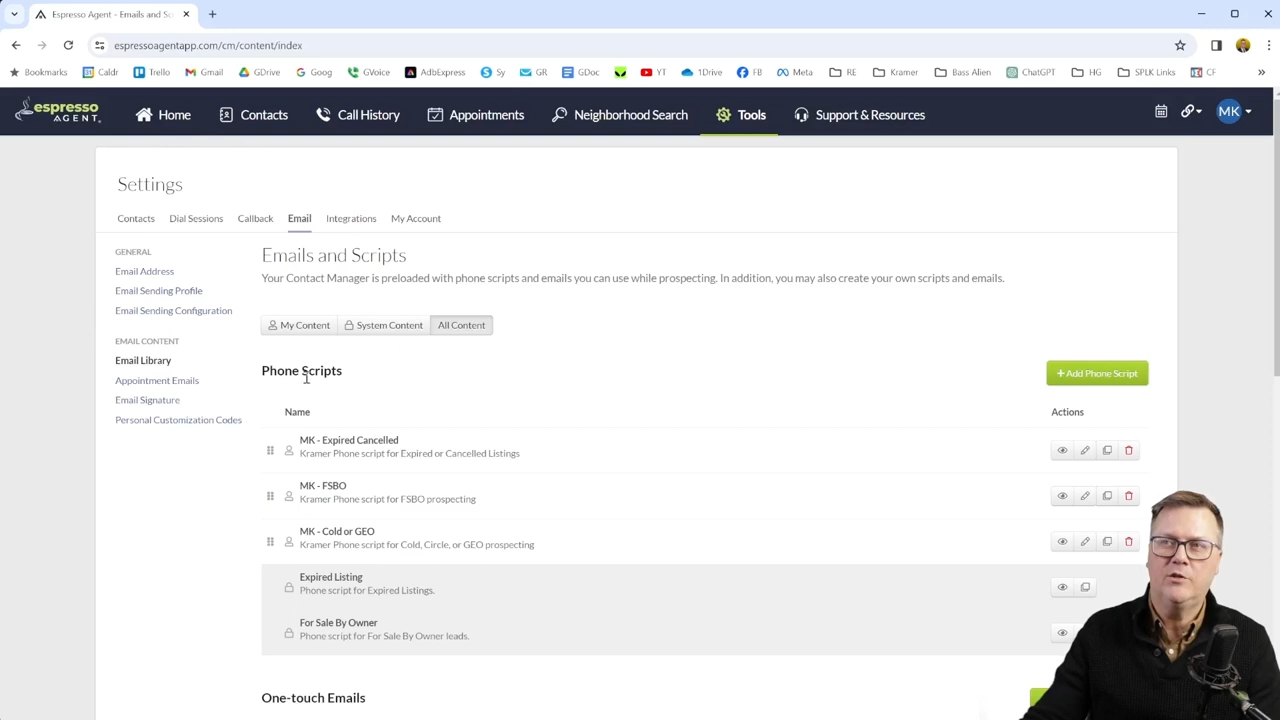 Espresso Agent - Emails and Sc
espressoagentapp.com/cm/content/index
Bookmarks Caldr Trello Gmail GDrive Goog GVoice AdbExpress Sy GR GDoc YT 1Drive FB Meta RE Kramer Bass Alien ChatGPT HG SPLK Links CF
espresso AGENT Home Contacts Call History Appointments Neighborhood Search Tools Support & Resources MK
Settings
Contacts Dial Sessions Callback Email Integrations My Account
GENERAL
Email Address
Email Sending Profile
Email Sending Configuration
EMAIL CONTENT
Email Library
Appointment Emails
Email Signature
Personal Customization Codes
Emails and Scripts
Your Contact Manager is preloaded with phone scripts and emails you can use while prospecting. In addition, you may also create your own scripts and emails.
My Content System Content All Content
Phone Scripts
+ Add Phone Script
Name Actions
MK - Expired Cancelled
Kramer Phone script for Expired or Cancelled Listings
MK - FSBO
Kramer Phone script for FSBO prospecting
MK - Cold or GEO
Kramer Phone script for Cold, Circle, or GEO prospecting
Expired Listing
Phone script for Expired Listings.
For Sale By Owner
Phone script for For Sale By Owner leads.
One-touch Emails